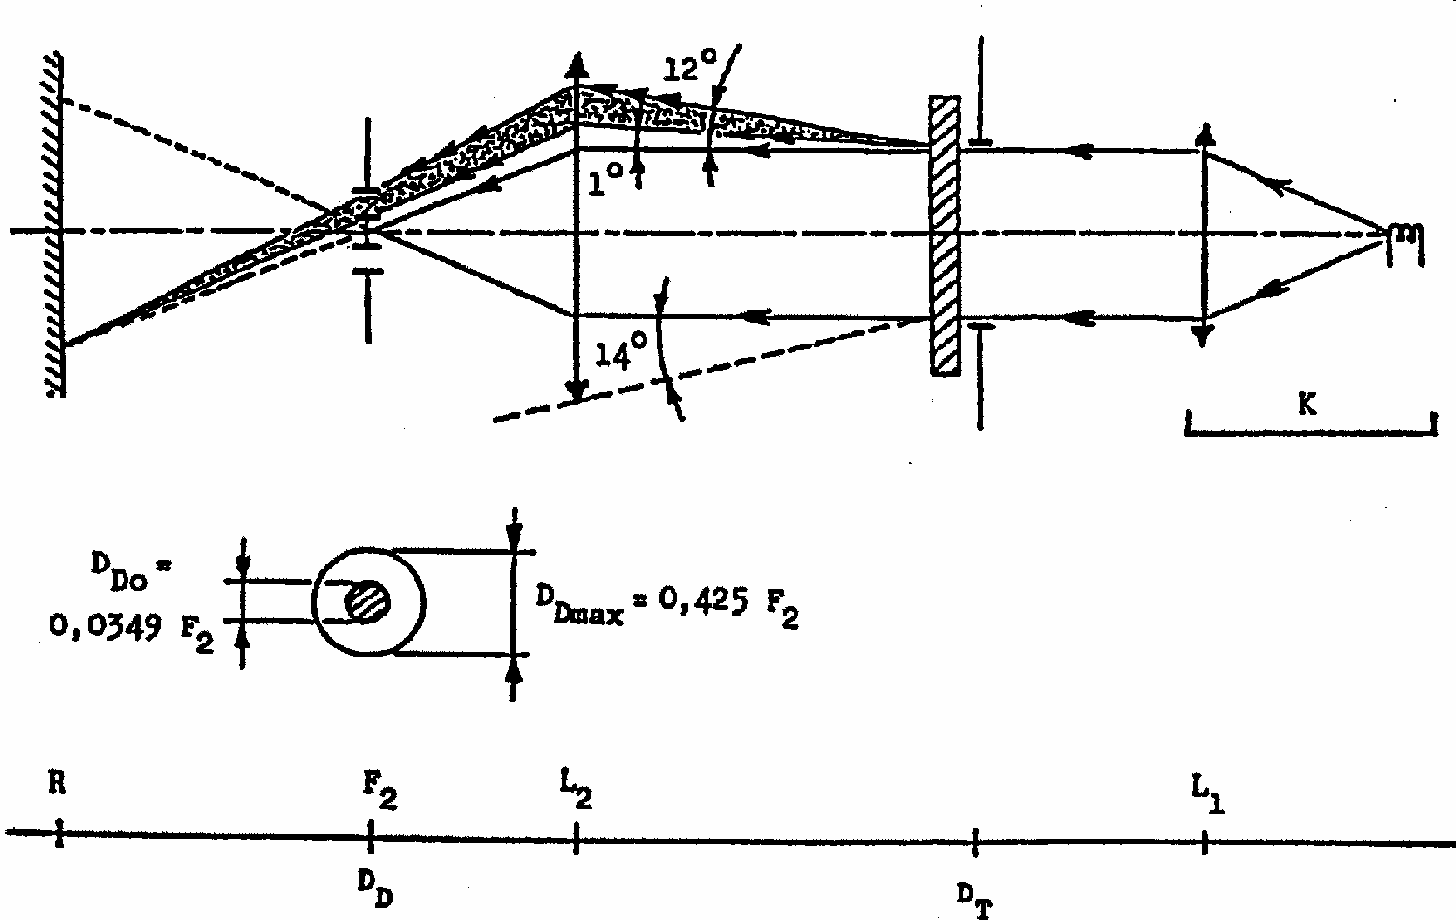 12°
1°
14°
K
D_Do =
0,0349 F_2
D_Dmax = 0,425 F_2
R F_2 L_2 L_1
D_D D_T